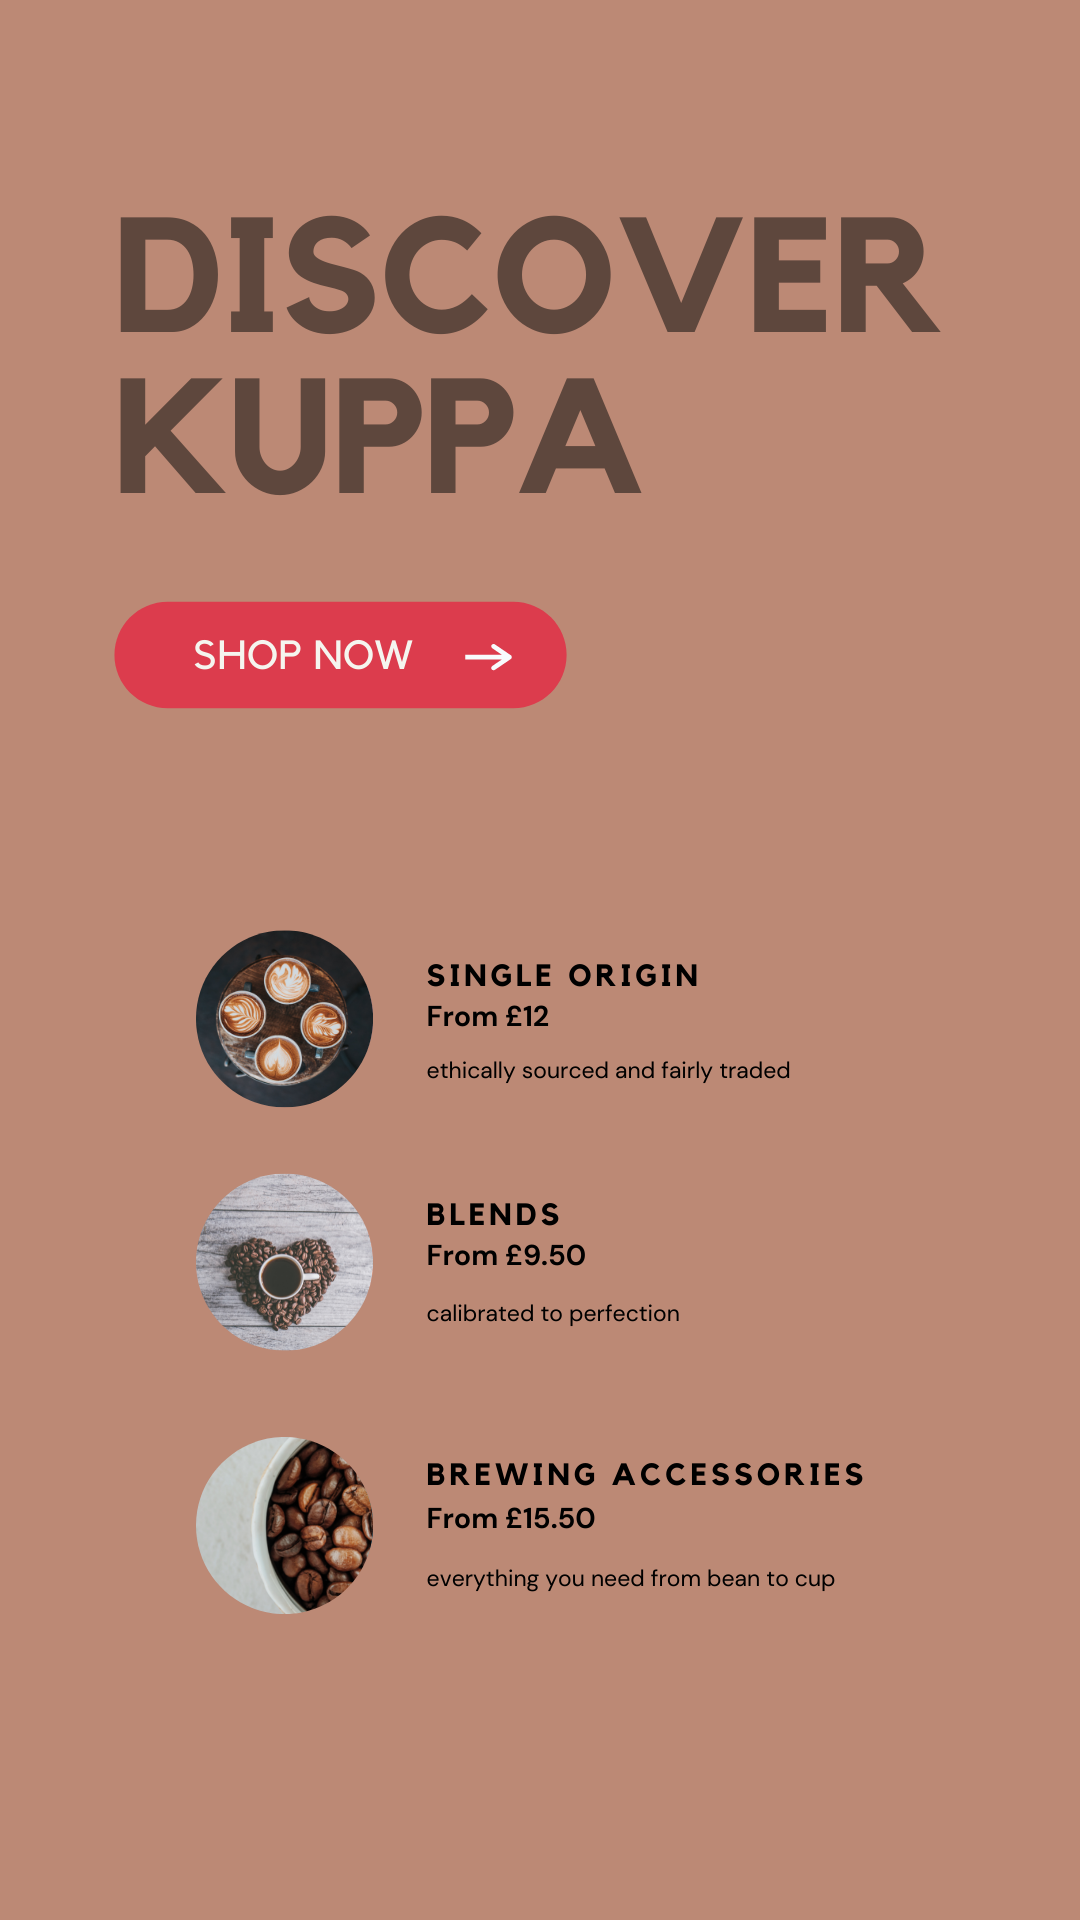 DISCOVER
KUPPA
SHOP NOW
SINGLE ORIGIN
From £12
ethically sourced and fairly traded
BLENDS
From £9.50
calibrated to perfection
BREWING ACCESSORIES
From £15.50
everything you need from bean to cup